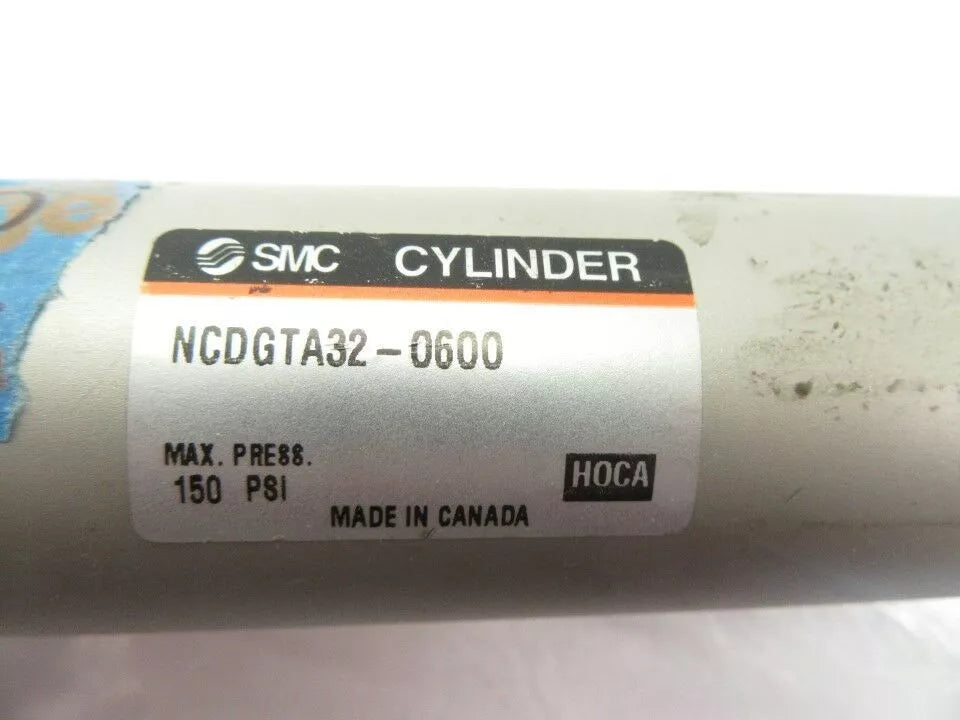 SMC CYLINDER
NCDGTA32-0600
MAX. PRESS.
150 PSI
HOCA
MADE IN CANADA